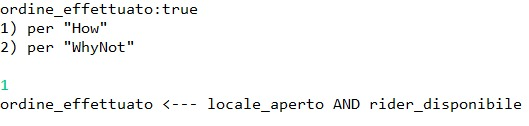 ordine_effettuato:true
1) per "How"
2) per "WhyNot"
1
ordine_effettuato <--- locale_aperto AND rider_disponibile